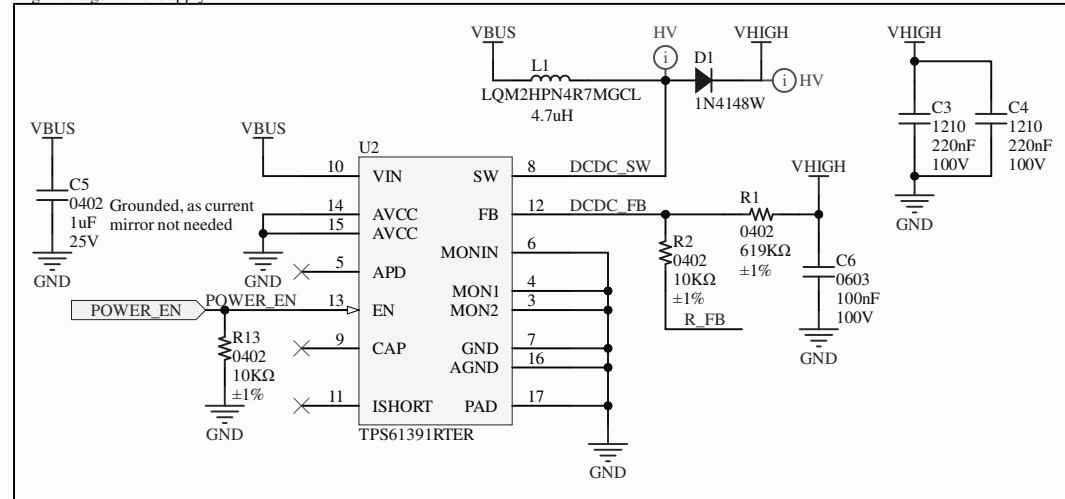 VBUS
HV
VHIGH
VHIGH
L1
D1
i
i HV
LQM2HPN4R7MGCL
1N4148W
4.7uH
C3
1210
220nF
100V
C4
1210
220nF
100V
GND
VBUS
VBUS
C5
0402
1uF
25V
GND
Grounded, as current
mirror not needed
GND
U2
10 VIN
14 AVCC
15 AVCC
5 APD
13 EN
9 CAP
11 ISHORT
SW 8 DCDC_SW
FB 12 DCDC_FB
MONIN 6
MON1 4
MON2 3
GND 7
AGND 16
PAD 17
TPS61391RTER
GND
POWER_EN
POWER_EN
R13
0402
10KΩ
±1%
GND
R1
0402
619KΩ
±1%
R2
0402
10KΩ
±1%
R_FB
VHIGH
C6
0603
100nF
100V
GND